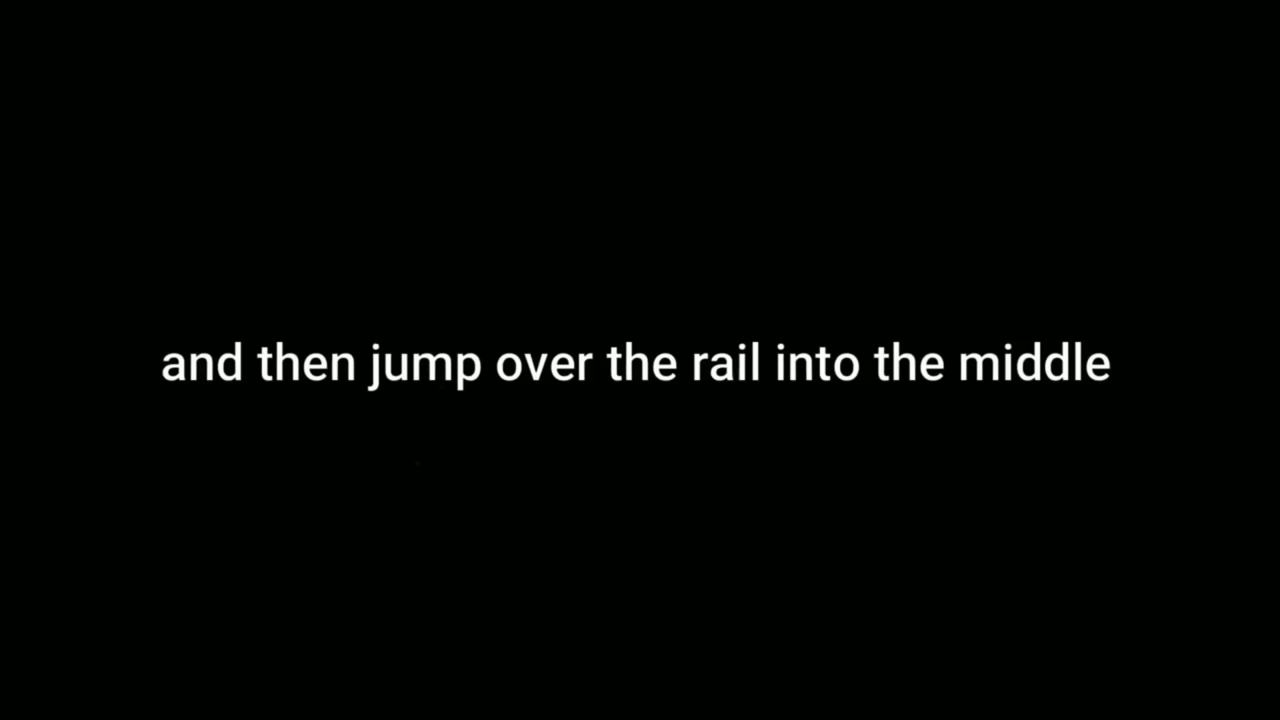 and then jump over the rail into the middle